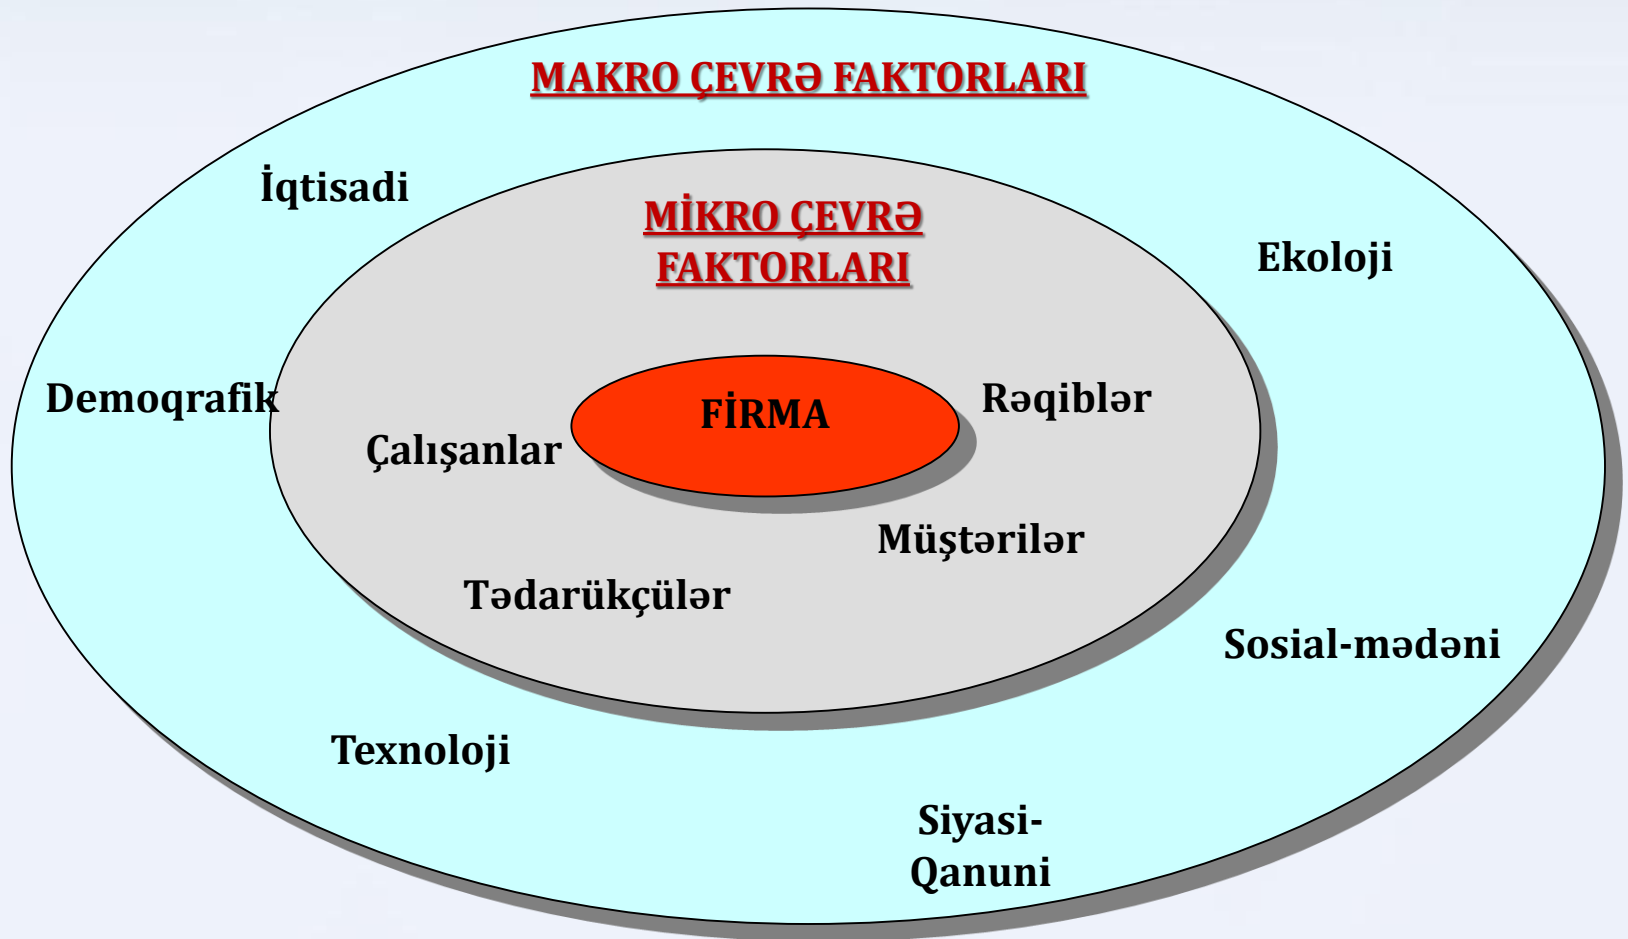 MAKRO ÇEVRƏ FAKTORLARI
İqtisadi
MİKRO ÇEVRƏ
FAKTORLARI
Ekoloji
Demoqrafik
FİRMA
Rəqiblər
Çalışanlar
Müştərilər
Tədarükçülər
Sosial-mədəni
Texnoloji
Siyasi-
Qanuni